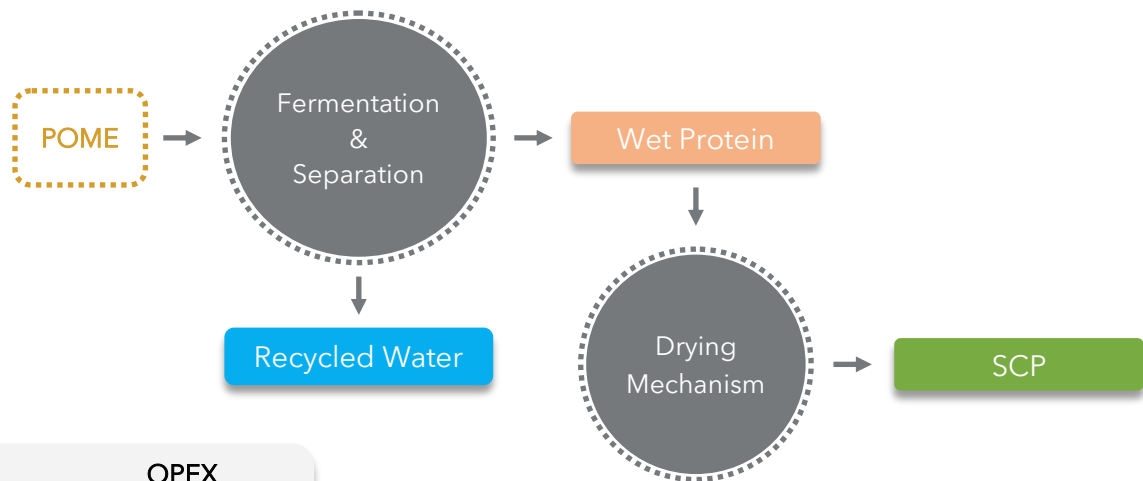 POME
Fermentation
&
Separation
Wet Protein
Recycled Water
Drying
Mechanism
SCP
OPEX